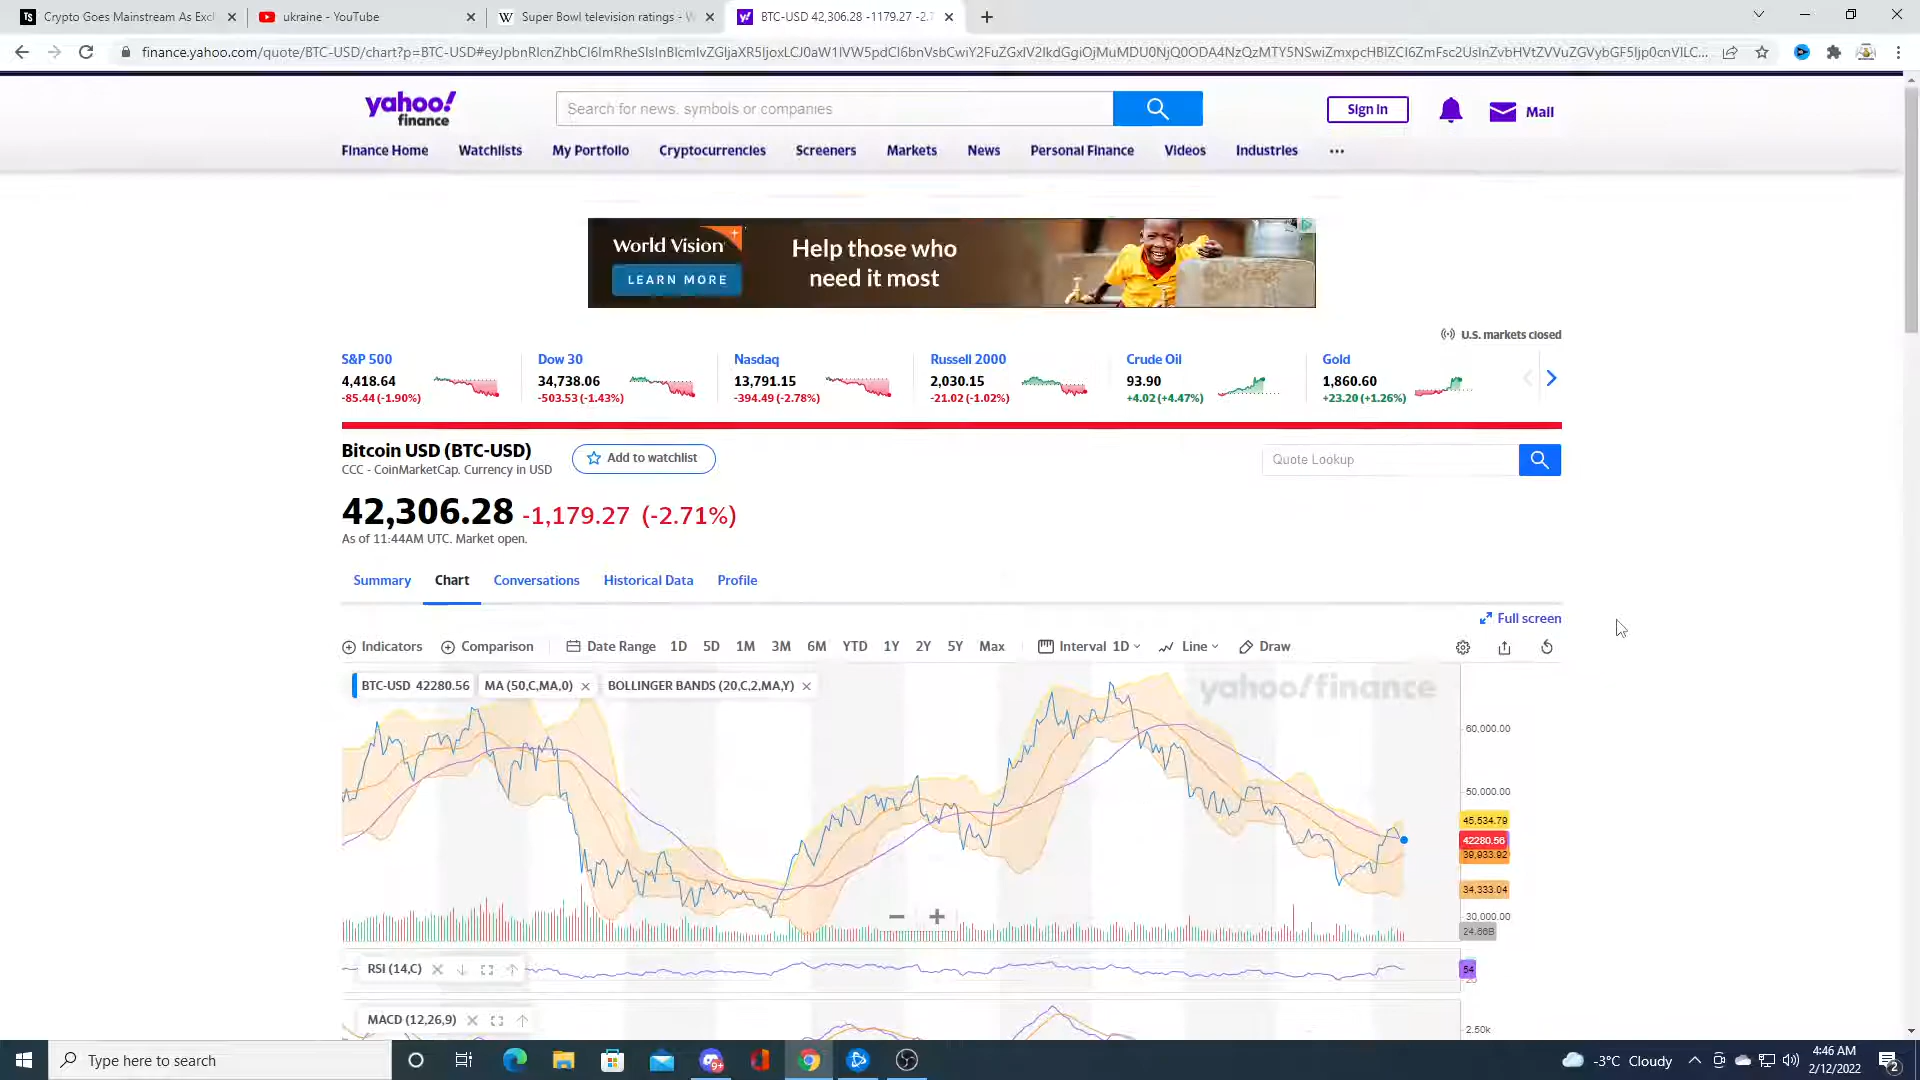 Crypto Goes Mainstream As Excl
ukraine - YouTube
Super Bowl television ratings - W
BTC-USD 42,306.28 -1179.27 -2.7
yahoo!
finance
Search for news, symbols or companies
Sign In
Mail
Finance Home
Watchlists
My Portfolio
Cryptocurrencies
Screeners
Markets
News
Personal Finance
Videos
Industries
World Vision
LEARN MORE
Help those who
need it most
U.S. markets closed
S&P 500
4,418.64
-85.44 (-1.90%)
Dow 30
34,738.06
-503.53 (-1.43%)
Nasdaq
13,791.15
-394.49 (-2.78%)
Russell 2000
2,030.15
-21.02 (-1.02%)
Crude Oil
93.90
+4.02 (+4.47%)
Gold
1,860.60
+23.20 (+1.26%)
Bitcoin USD (BTC-USD)
CCC - CoinMarketCap. Currency in USD
Add to watchlist
Quote Lookup
42,306.28 -1,179.27 (-2.71%)
As of 11:44AM UTC. Market open.
Summary
Chart
Conversations
Historical Data
Profile
Full screen
Indicators
Comparison
Date Range
1D
5D
1M
3M
6M
YTD
1Y
2Y
5Y
Max
Interval 1D
Line
Draw
BTC-USD 42280.56
MA (50,C,MA,0)
BOLLINGER BANDS (20,C,2,MA,Y)
yahoo!finance
60,000.00
50,000.00
45,534.79
42280.56
39,933.92
34,333.04
30,000.00
24.66B
RSI (14,C)
54
MACD (12,26,9)
2.50k
Type here to search
9+
-3°C Cloudy
4:46 AM
2/12/2022
2